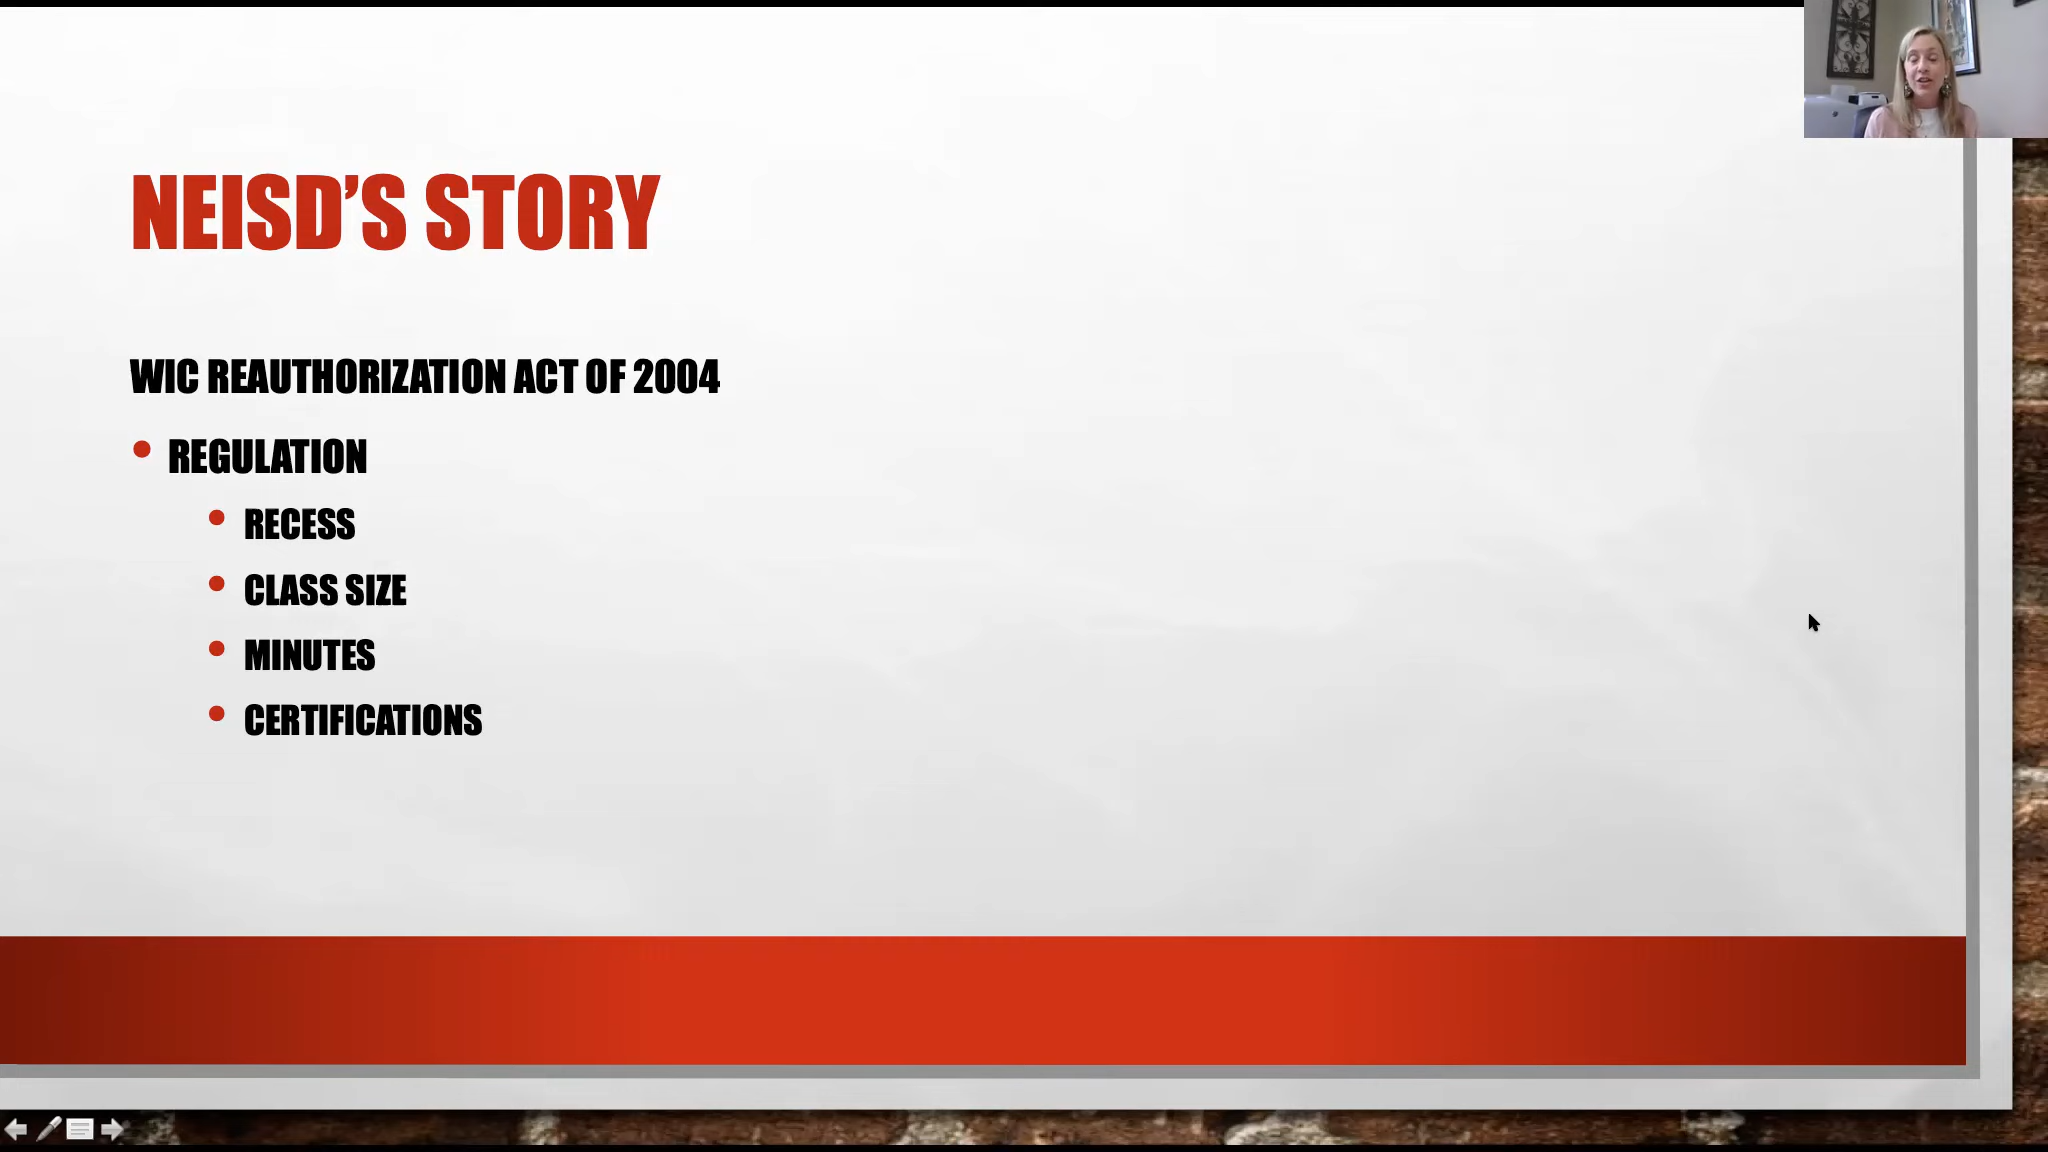 NEISD’S STORY
WIC REAUTHORIZATION ACT OF 2004
REGULATION
RECESS
CLASS SIZE
MINUTES
CERTIFICATIONS